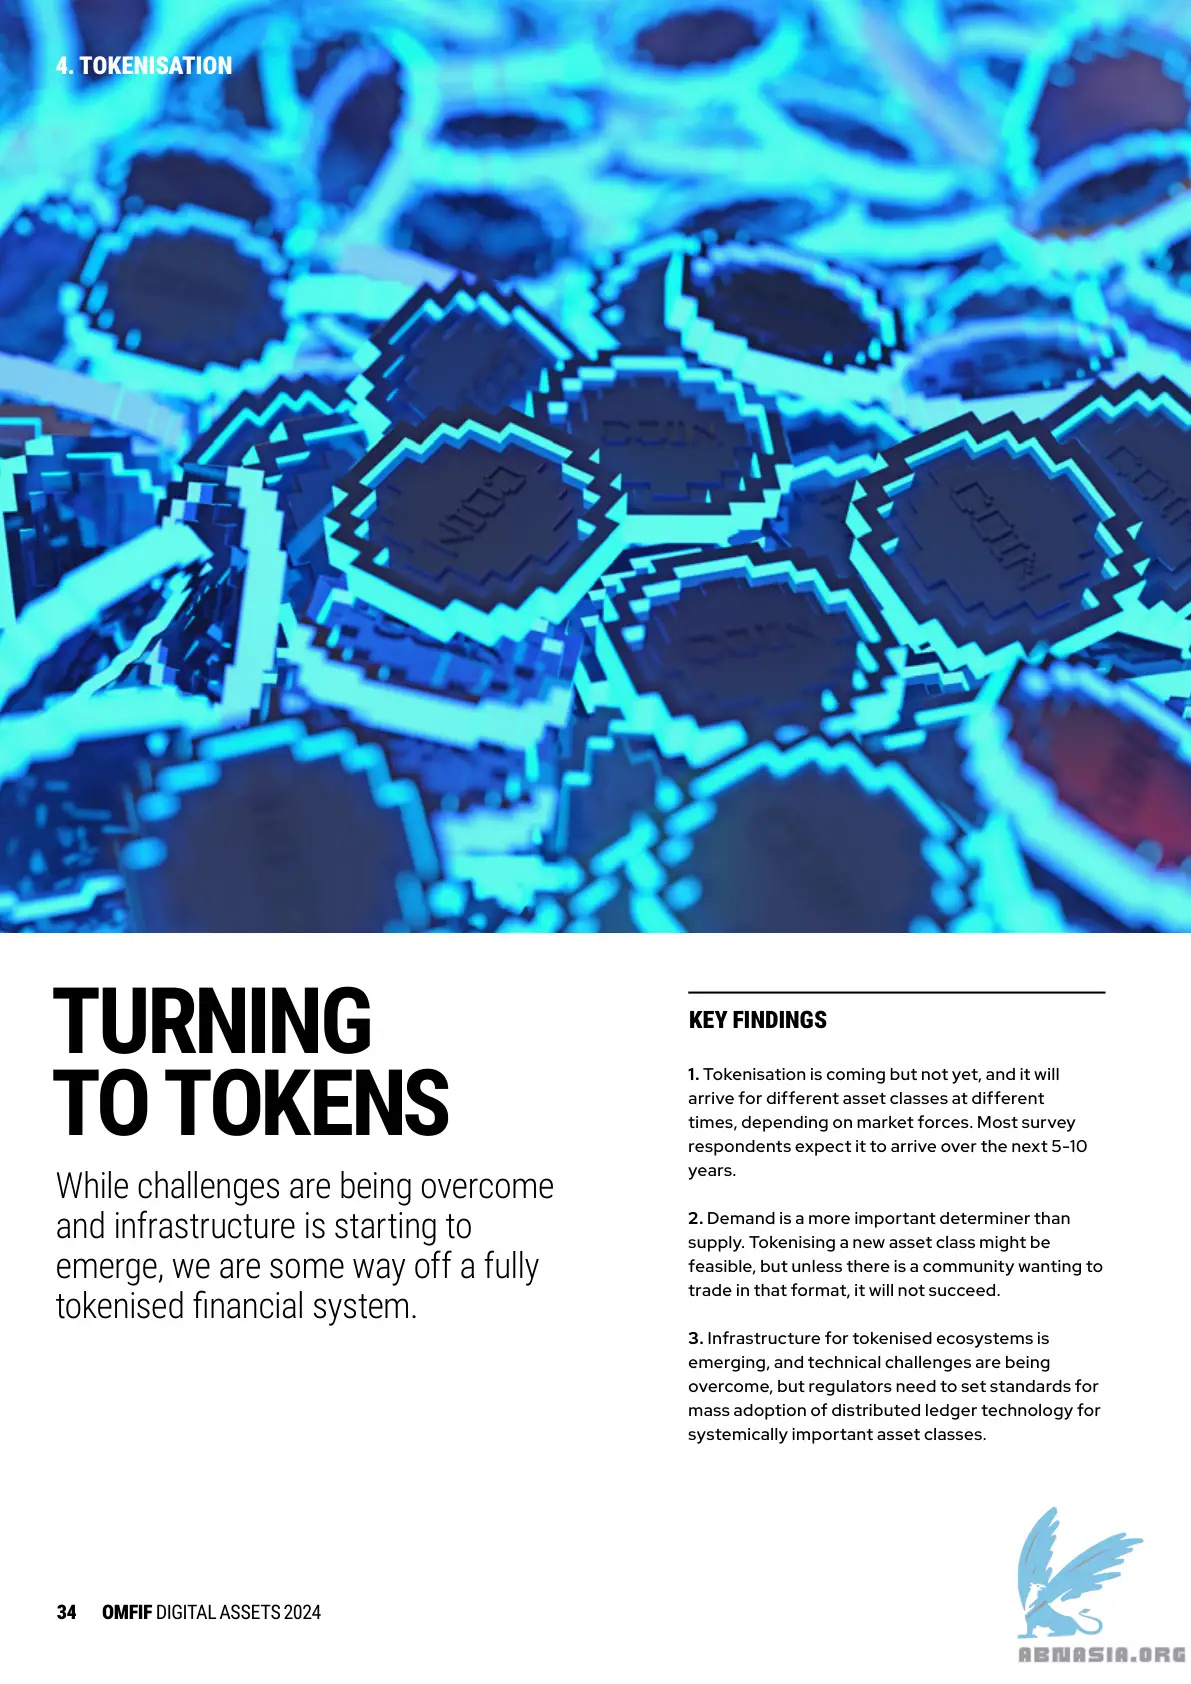 4. TOKENISATION
COIN
COIN
COIN
COIN
TURNING
TO TOKENS
While challenges are being overcome
and infrastructure is starting to
emerge, we are some way off a fully
tokenised financial system.
KEY FINDINGS
1. Tokenisation is coming but not yet, and it will
arrive for different asset classes at different
times, depending on market forces. Most survey
respondents expect it to arrive over the next 5-10
years.
2. Demand is a more important determiner than
supply. Tokenising a new asset class might be
feasible, but unless there is a community wanting to
trade in that format, it will not succeed.
3. Infrastructure for tokenised ecosystems is
emerging, and technical challenges are being
overcome, but regulators need to set standards for
mass adoption of distributed ledger technology for
systemically important asset classes.
34 OMFIF DIGITAL ASSETS 2024
ABNASIA.ORG